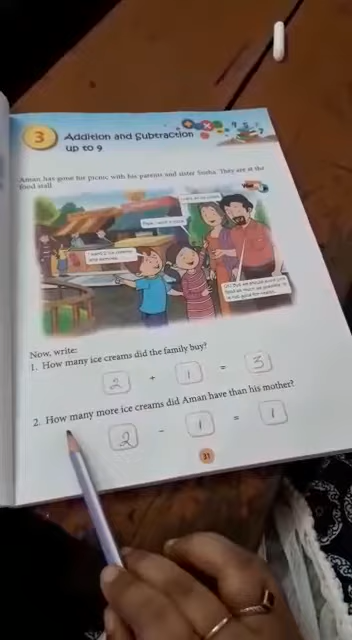 3
Addition and Subtraction
up to 9
Aman has gone for picnic with his parents and sister Sneha. They are at the
food stall.
Now, write:
1. How many ice creams did the family buy?
2 + 1 = 3
2. How many more ice creams did Aman have than his mother?
2 - 1 = 1
31